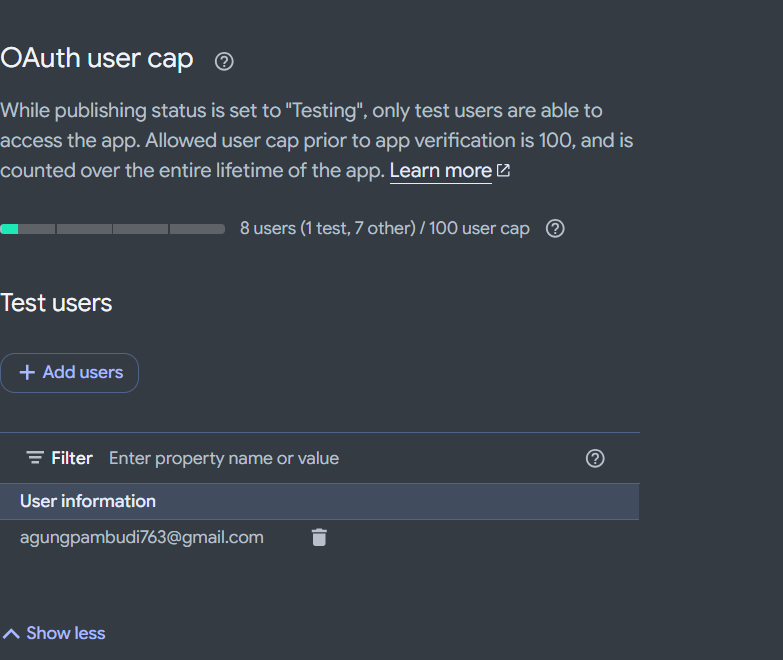 OAuth user cap
While publishing status is set to "Testing", only test users are able to
access the app. Allowed user cap prior to app verification is 100, and is
counted over the entire lifetime of the app. Learn more
8 users (1 test, 7 other) / 100 user cap
Test users
+ Add users
Filter Enter property name or value
User information
agungpambudi763@gmail.com
Show less